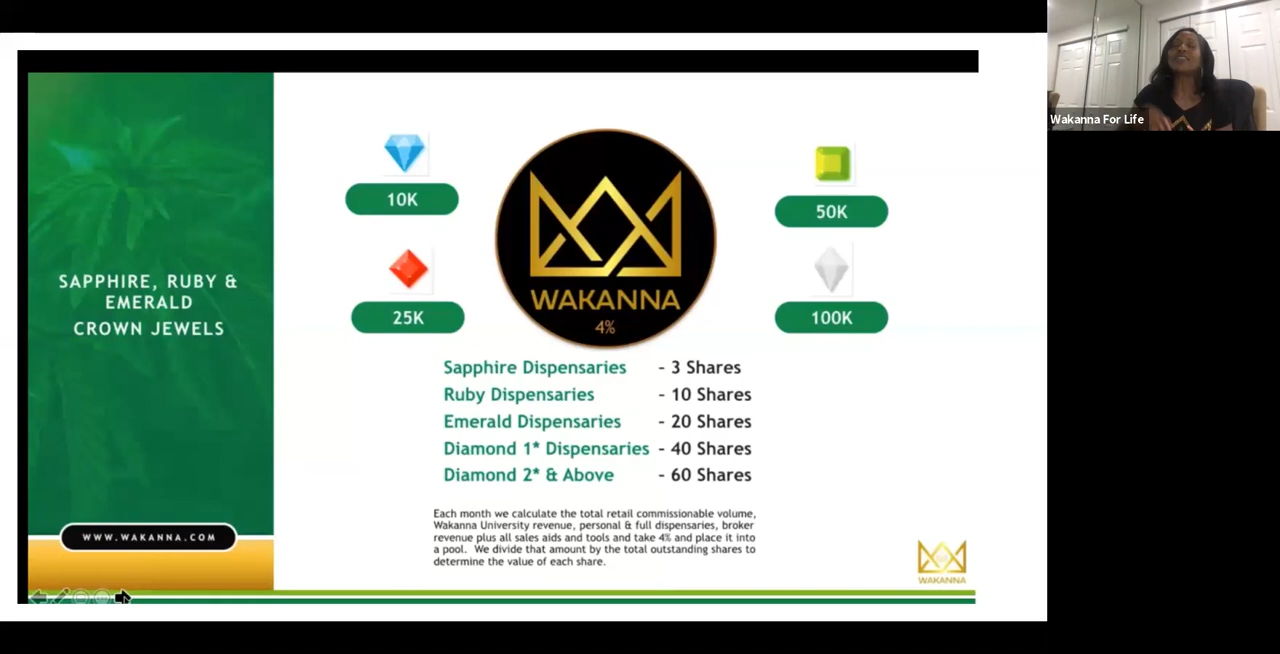 Wakanna For Life
SAPPHIRE, RUBY &
EMERALD
CROWN JEWELS
WWW.WAKANNA.COM
10K
25K
WAKANNA
4%
50K
100K
Sapphire Dispensaries - 3 Shares
Ruby Dispensaries - 10 Shares
Emerald Dispensaries - 20 Shares
Diamond 1* Dispensaries - 40 Shares
Diamond 2* & Above - 60 Shares
Each month we calculate the total retail commissionable volume,
Wakanna University revenue, personal & full dispensaries, broker
revenue plus all sales aids and tools and take 4% and place it into
a pool. We divide that amount by the total outstanding shares to
determine the value of each share.
WAKANNA